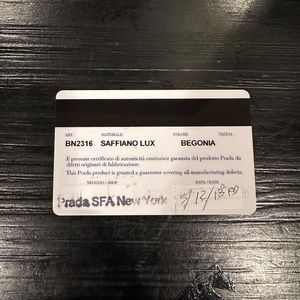 ART. MATERIALE COLORE TAGLIA
BN2316 SAFFIANO LUX BEGONIA
Il presente certificato di autenticità costituisce garanzia del prodotto Prada da
difetti originari di fabbricazione.
This Prada product is granted a guarantee covering all manufacturing defects.
NEGOZIO / SHOP DATA / DATE
Prada SFA New York 5/12/13